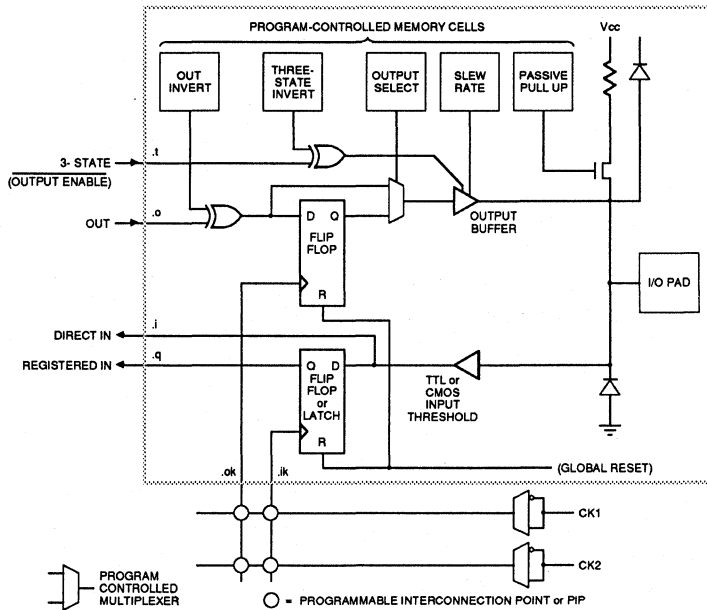 PROGRAM-CONTROLLED MEMORY CELLS
Vcc
OUT
INVERT
THREE-
STATE
INVERT
OUTPUT
SELECT
SLEW
RATE
PASSIVE
PULL UP
3- STATE
(OUTPUT ENABLE)
.t
OUT
.o
D Q
FLIP
FLOP
R
OUTPUT
BUFFER
I/O PAD
DIRECT IN
.i
REGISTERED IN
.q
Q D
FLIP
FLOP
or
LATCH
R
TTL or
CMOS
INPUT
THRESHOLD
.ok
.ik
(GLOBAL RESET)
CK1
CK2
PROGRAM
CONTROLLED
MULTIPLEXER
= PROGRAMMABLE INTERCONNECTION POINT or PIP